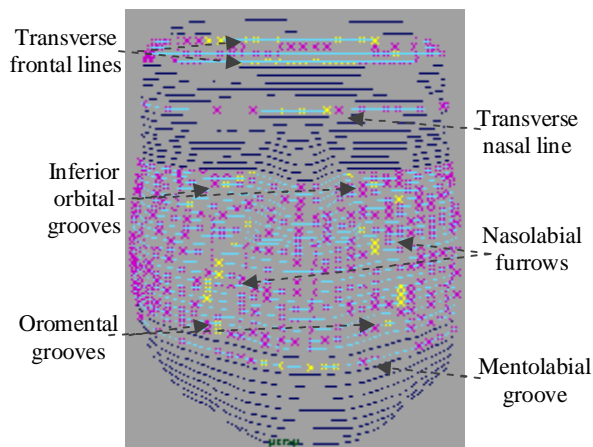 Transverse
frontal lines
Transverse
nasal line
Inferior
orbital
grooves
Nasolabial
furrows
Oromental
grooves
Mentolabial
groove